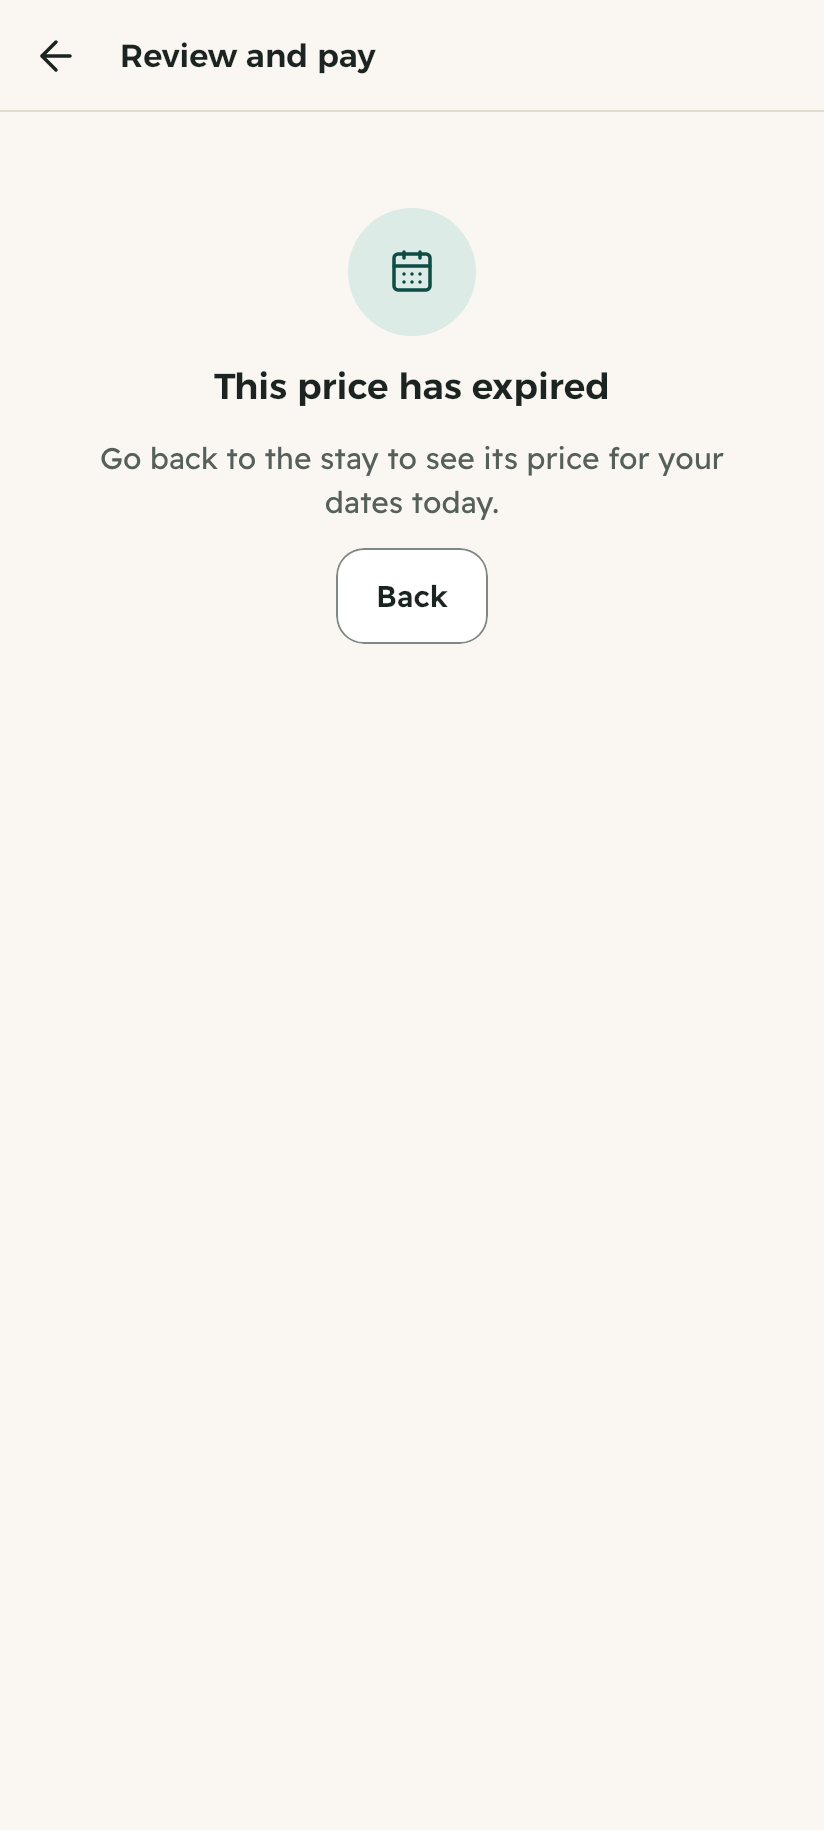 Review and pay
This price has expired
Go back to the stay to see its price for your
dates today.
Back